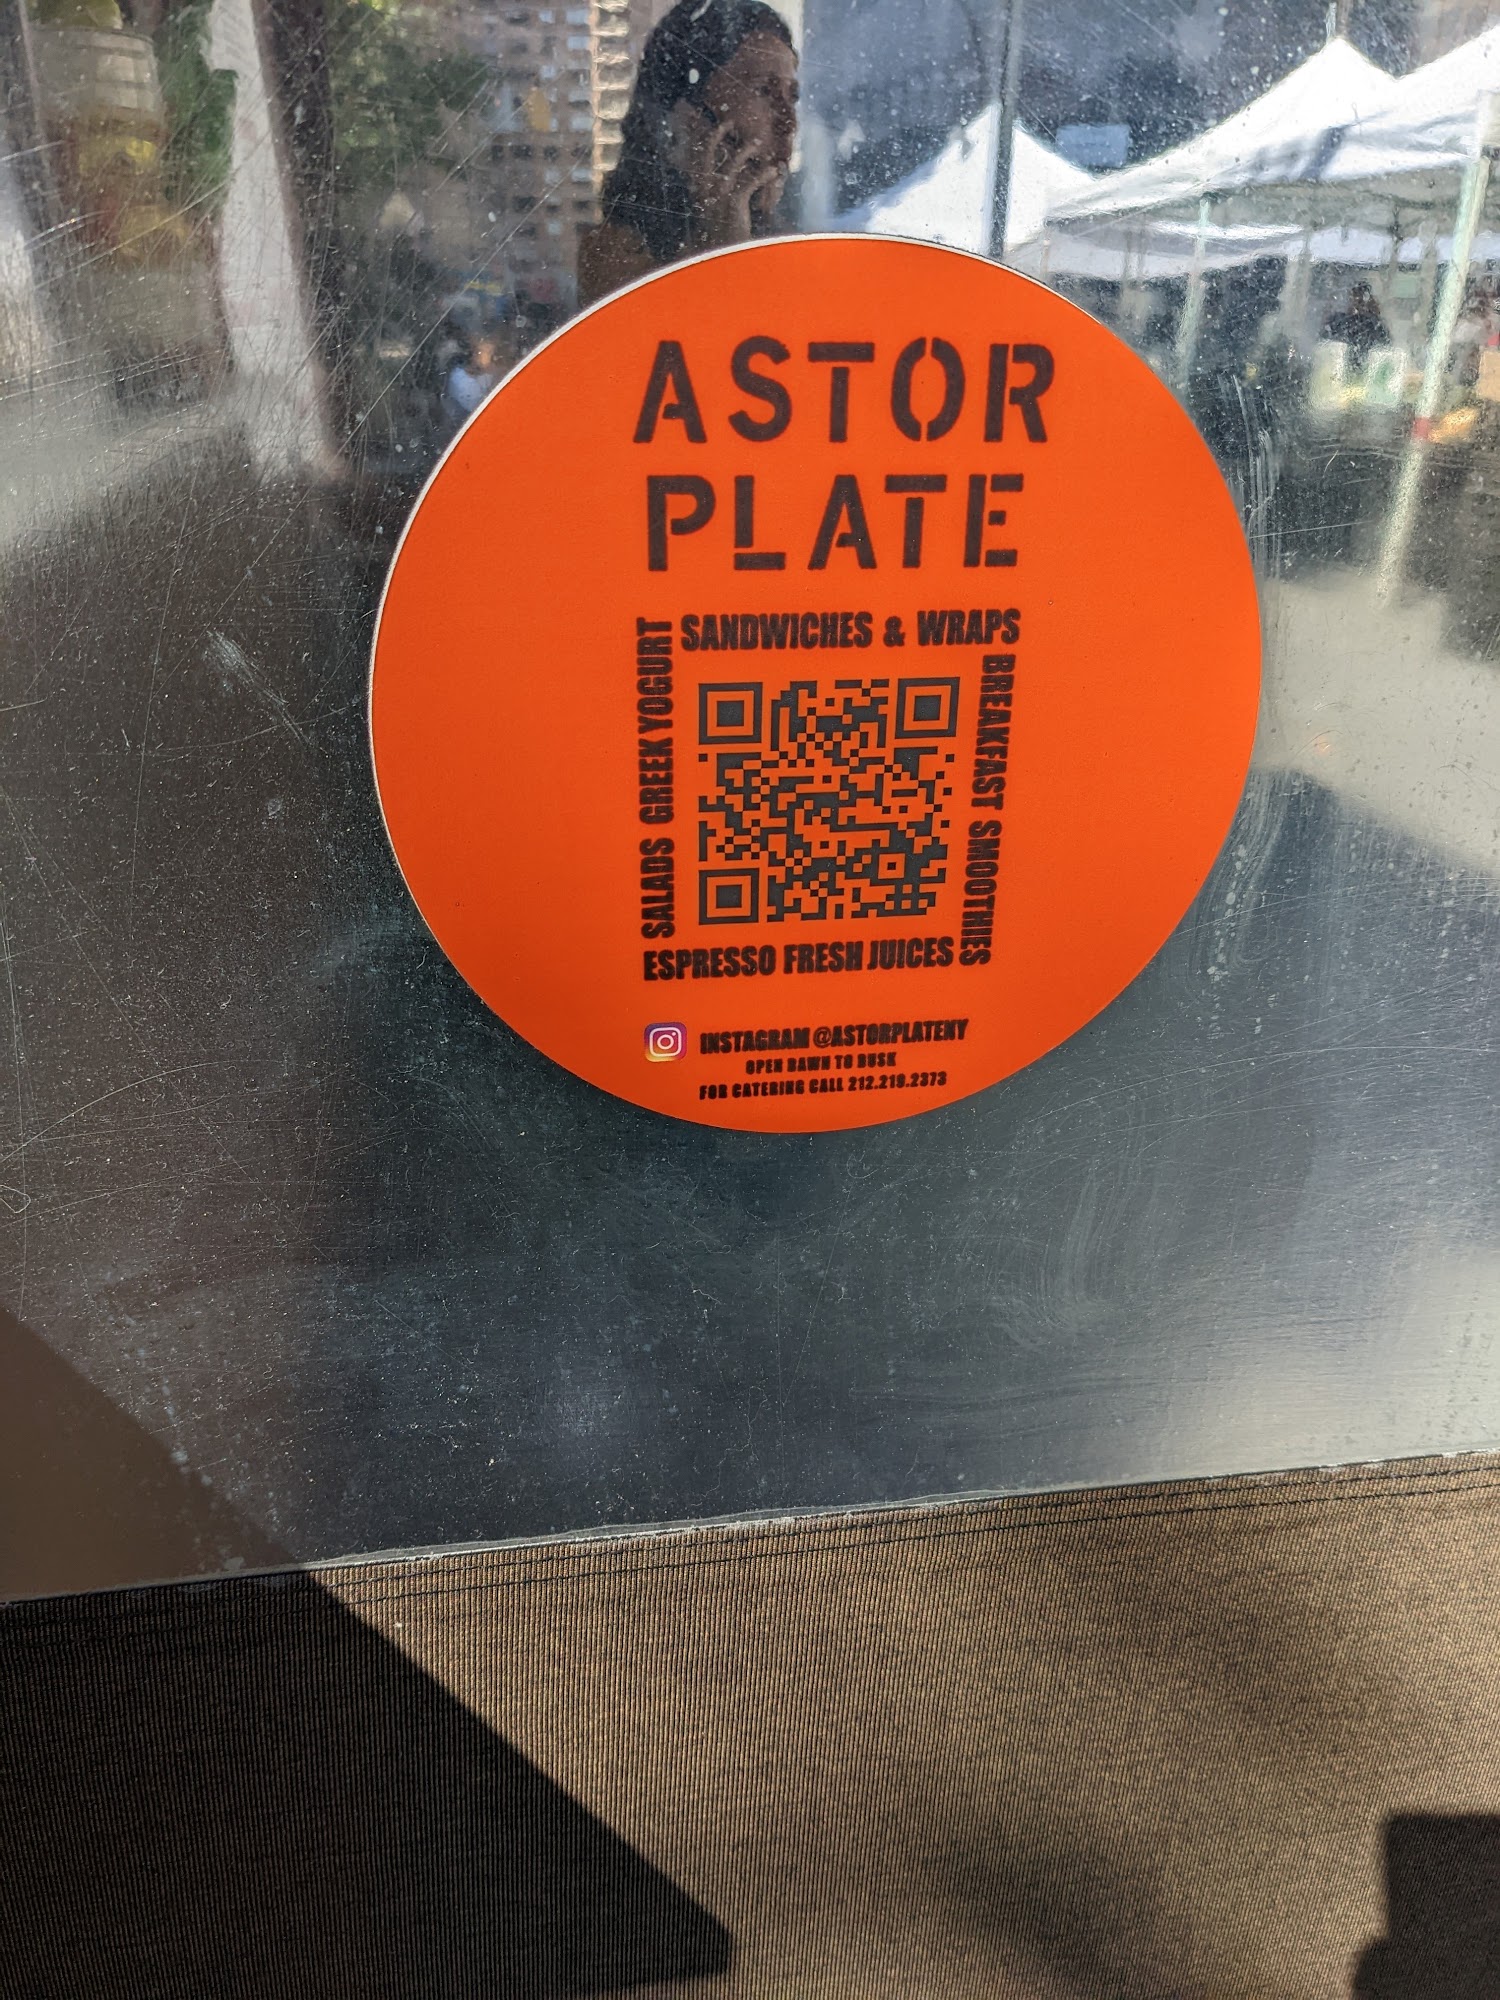 ASTOR
PLATE
SANDWICHES & WRAPS
SALADS GREEK YOGURT
BREAKFAST SMOOTHIES
ESPRESSO FRESH JUICES
INSTAGRAM @ASTORPLATENY
OPEN DAWN TO DUSK
FOR CATERING CALL 212.219.2373